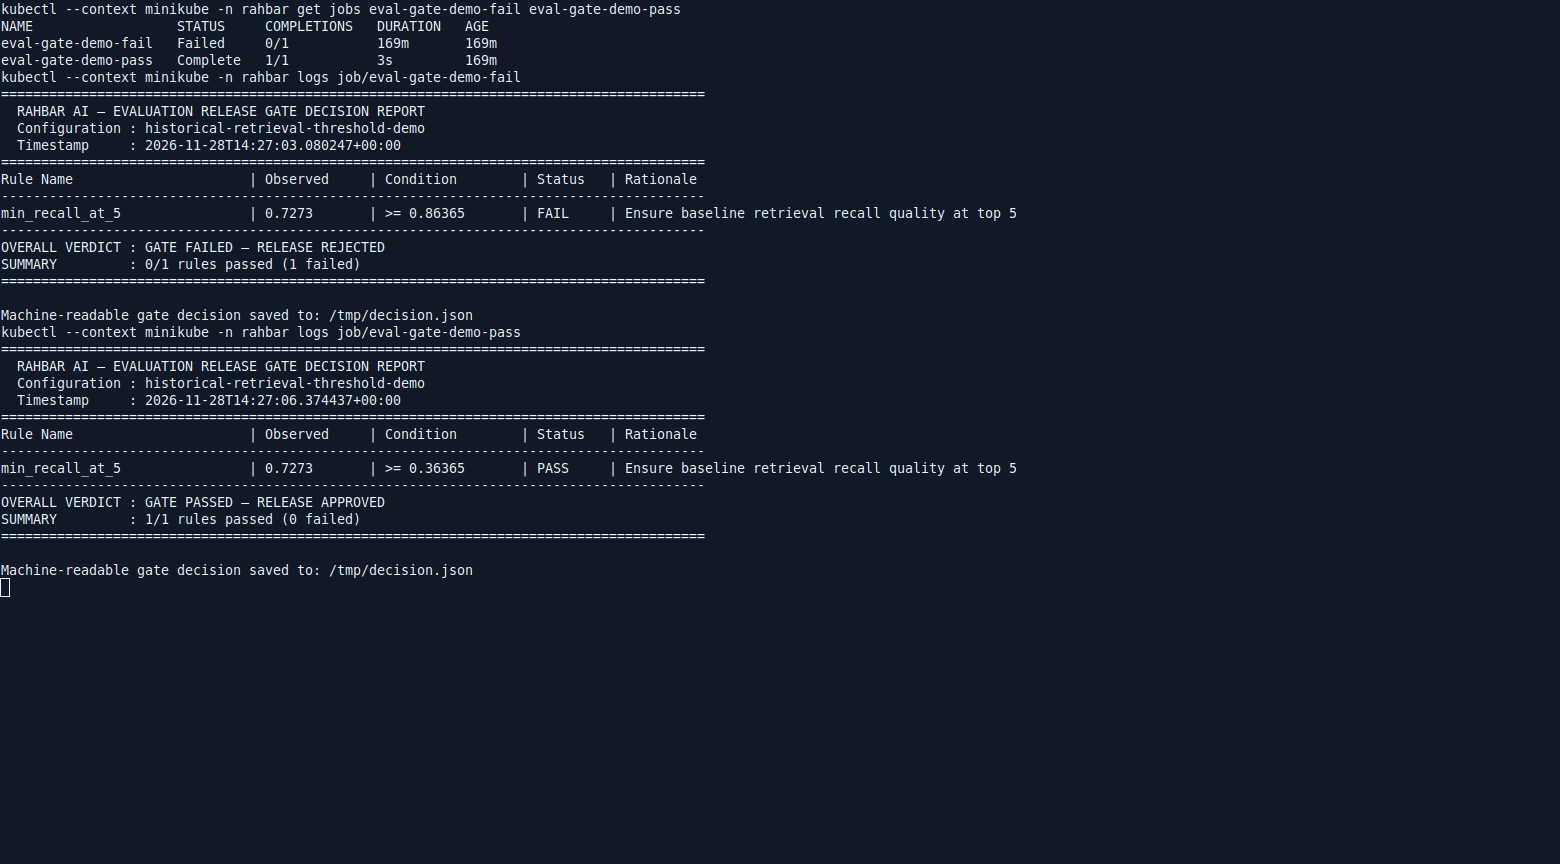 kubectl --context minikube -n rahbar get jobs eval-gate-demo-fail eval-gate-demo-pass
NAME                  STATUS     COMPLETIONS   DURATION   AGE
eval-gate-demo-fail   Failed     0/1           169m       169m
eval-gate-demo-pass   Complete   1/1           3s         169m
kubectl --context minikube -n rahbar logs job/eval-gate-demo-fail
========================================================================================
  RAHBAR AI — EVALUATION RELEASE GATE DECISION REPORT
  Configuration : historical-retrieval-threshold-demo
  Timestamp     : 2026-11-28T14:27:03.080247+00:00
========================================================================================
Rule Name                      | Observed     | Condition        | Status   | Rationale
----------------------------------------------------------------------------------------
min_recall_at_5                | 0.7273       | >= 0.86365       | FAIL     | Ensure baseline retrieval recall quality at top 5
----------------------------------------------------------------------------------------
OVERALL VERDICT : GATE FAILED — RELEASE REJECTED
SUMMARY         : 0/1 rules passed (1 failed)
========================================================================================

Machine-readable gate decision saved to: /tmp/decision.json
kubectl --context minikube -n rahbar logs job/eval-gate-demo-pass
========================================================================================
  RAHBAR AI — EVALUATION RELEASE GATE DECISION REPORT
  Configuration : historical-retrieval-threshold-demo
  Timestamp     : 2026-11-28T14:27:06.374437+00:00
========================================================================================
Rule Name                      | Observed     | Condition        | Status   | Rationale
----------------------------------------------------------------------------------------
min_recall_at_5                | 0.7273       | >= 0.36365       | PASS     | Ensure baseline retrieval recall quality at top 5
----------------------------------------------------------------------------------------
OVERALL VERDICT : GATE PASSED — RELEASE APPROVED
SUMMARY         : 1/1 rules passed (0 failed)
========================================================================================

Machine-readable gate decision saved to: /tmp/decision.json